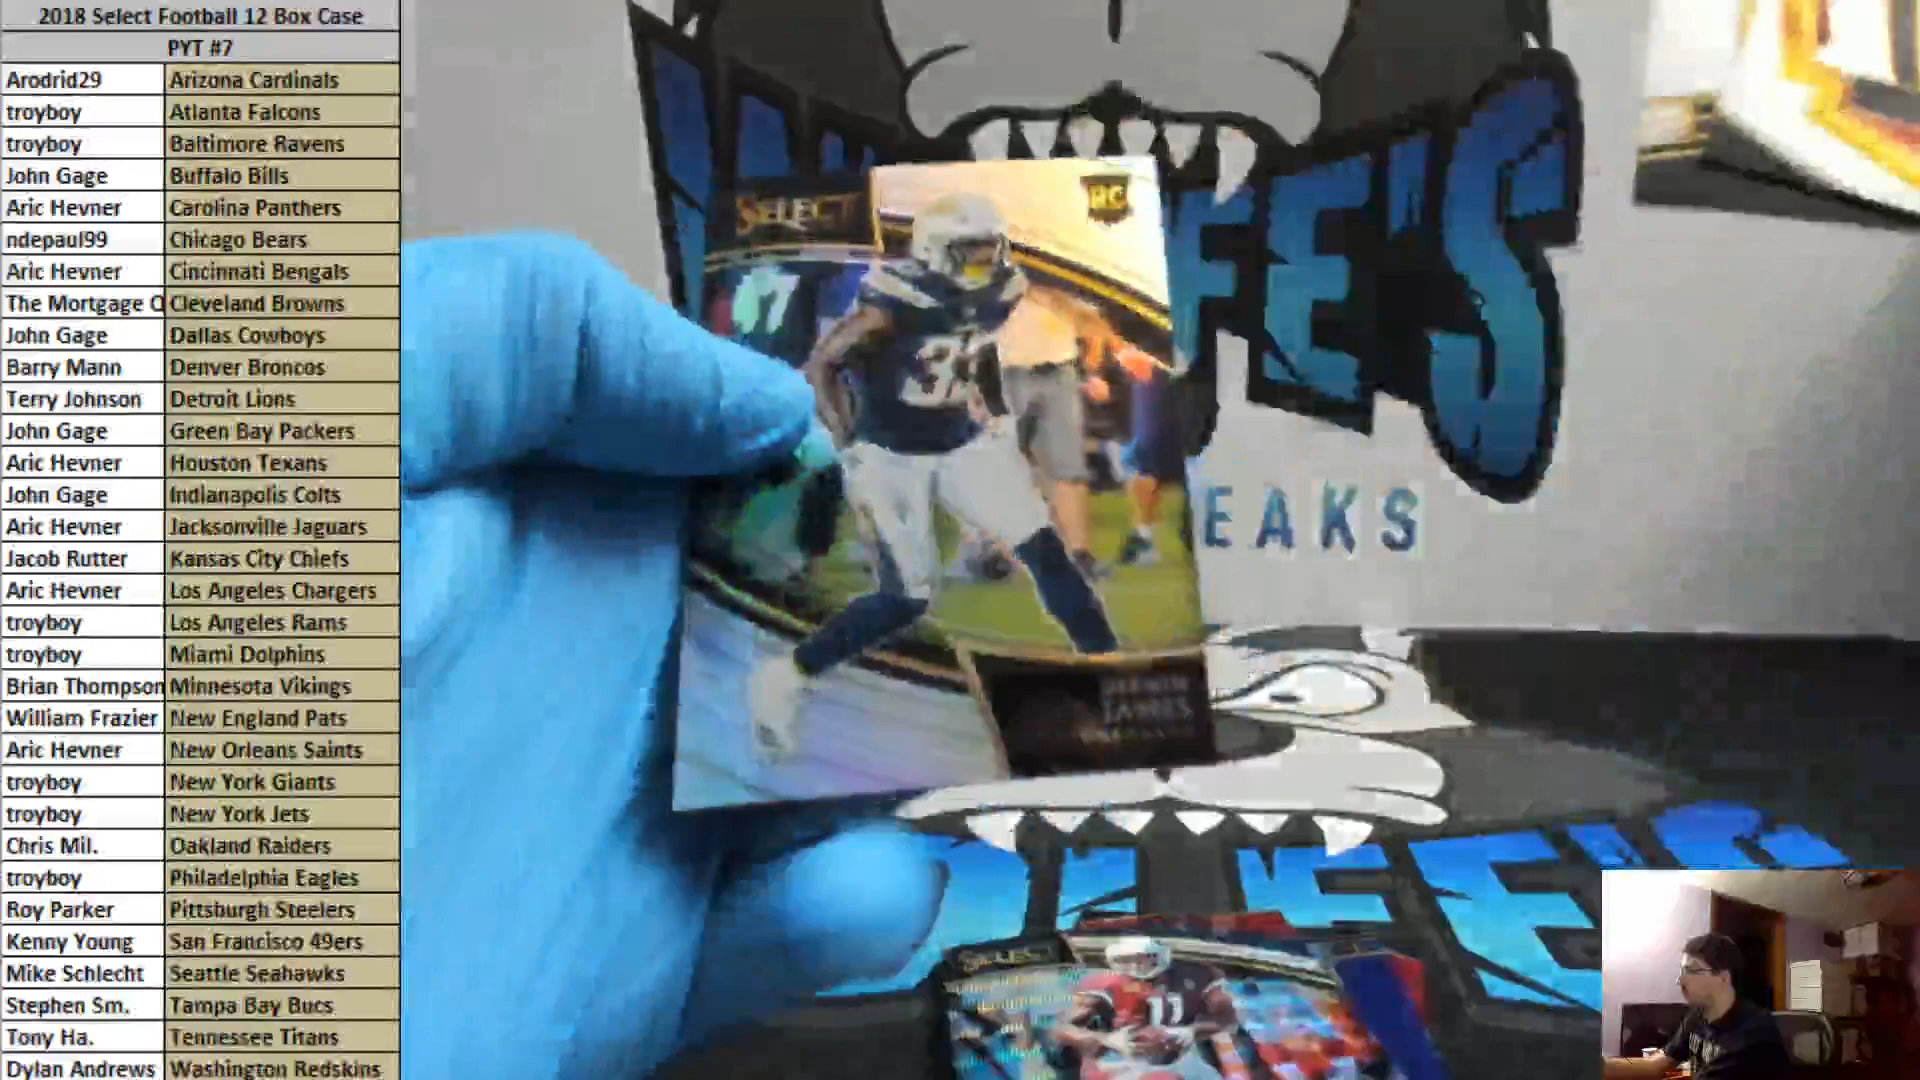 2018 Select Football 12 Box Case
PYT #7
Arodrid29 Arizona Cardinals
troyboy Atlanta Falcons
troyboy Baltimore Ravens
John Gage Buffalo Bills
Aric Hevner Carolina Panthers
ndepaul99 Chicago Bears
Aric Hevner Cincinnati Bengals
The Mortgage Cleveland Browns
John Gage Dallas Cowboys
Barry Mann Denver Broncos
Terry Johnson Detroit Lions
John Gage Green Bay Packers
Aric Hevner Houston Texans
John Gage Indianapolis Colts
Aric Hevner Jacksonville Jaguars
Jacob Rutter Kansas City Chiefs
Aric Hevner Los Angeles Chargers
troyboy Los Angeles Rams
troyboy Miami Dolphins
Brian Thompson Minnesota Vikings
William Frazier New England Pats
Aric Hevner New Orleans Saints
troyboy New York Giants
troyboy New York Jets
Chris Mil. Oakland Raiders
troyboy Philadelphia Eagles
Roy Parker Pittsburgh Steelers
Kenny Young San Francisco 49ers
Mike Schlecht Seattle Seahawks
Stephen Sm. Tampa Bay Bucs
Tony Ha. Tennessee Titans
Dylan Andrews Washington Redskins
SELECT
RC
JAMES
FE'S
EAKS
SELECT
11